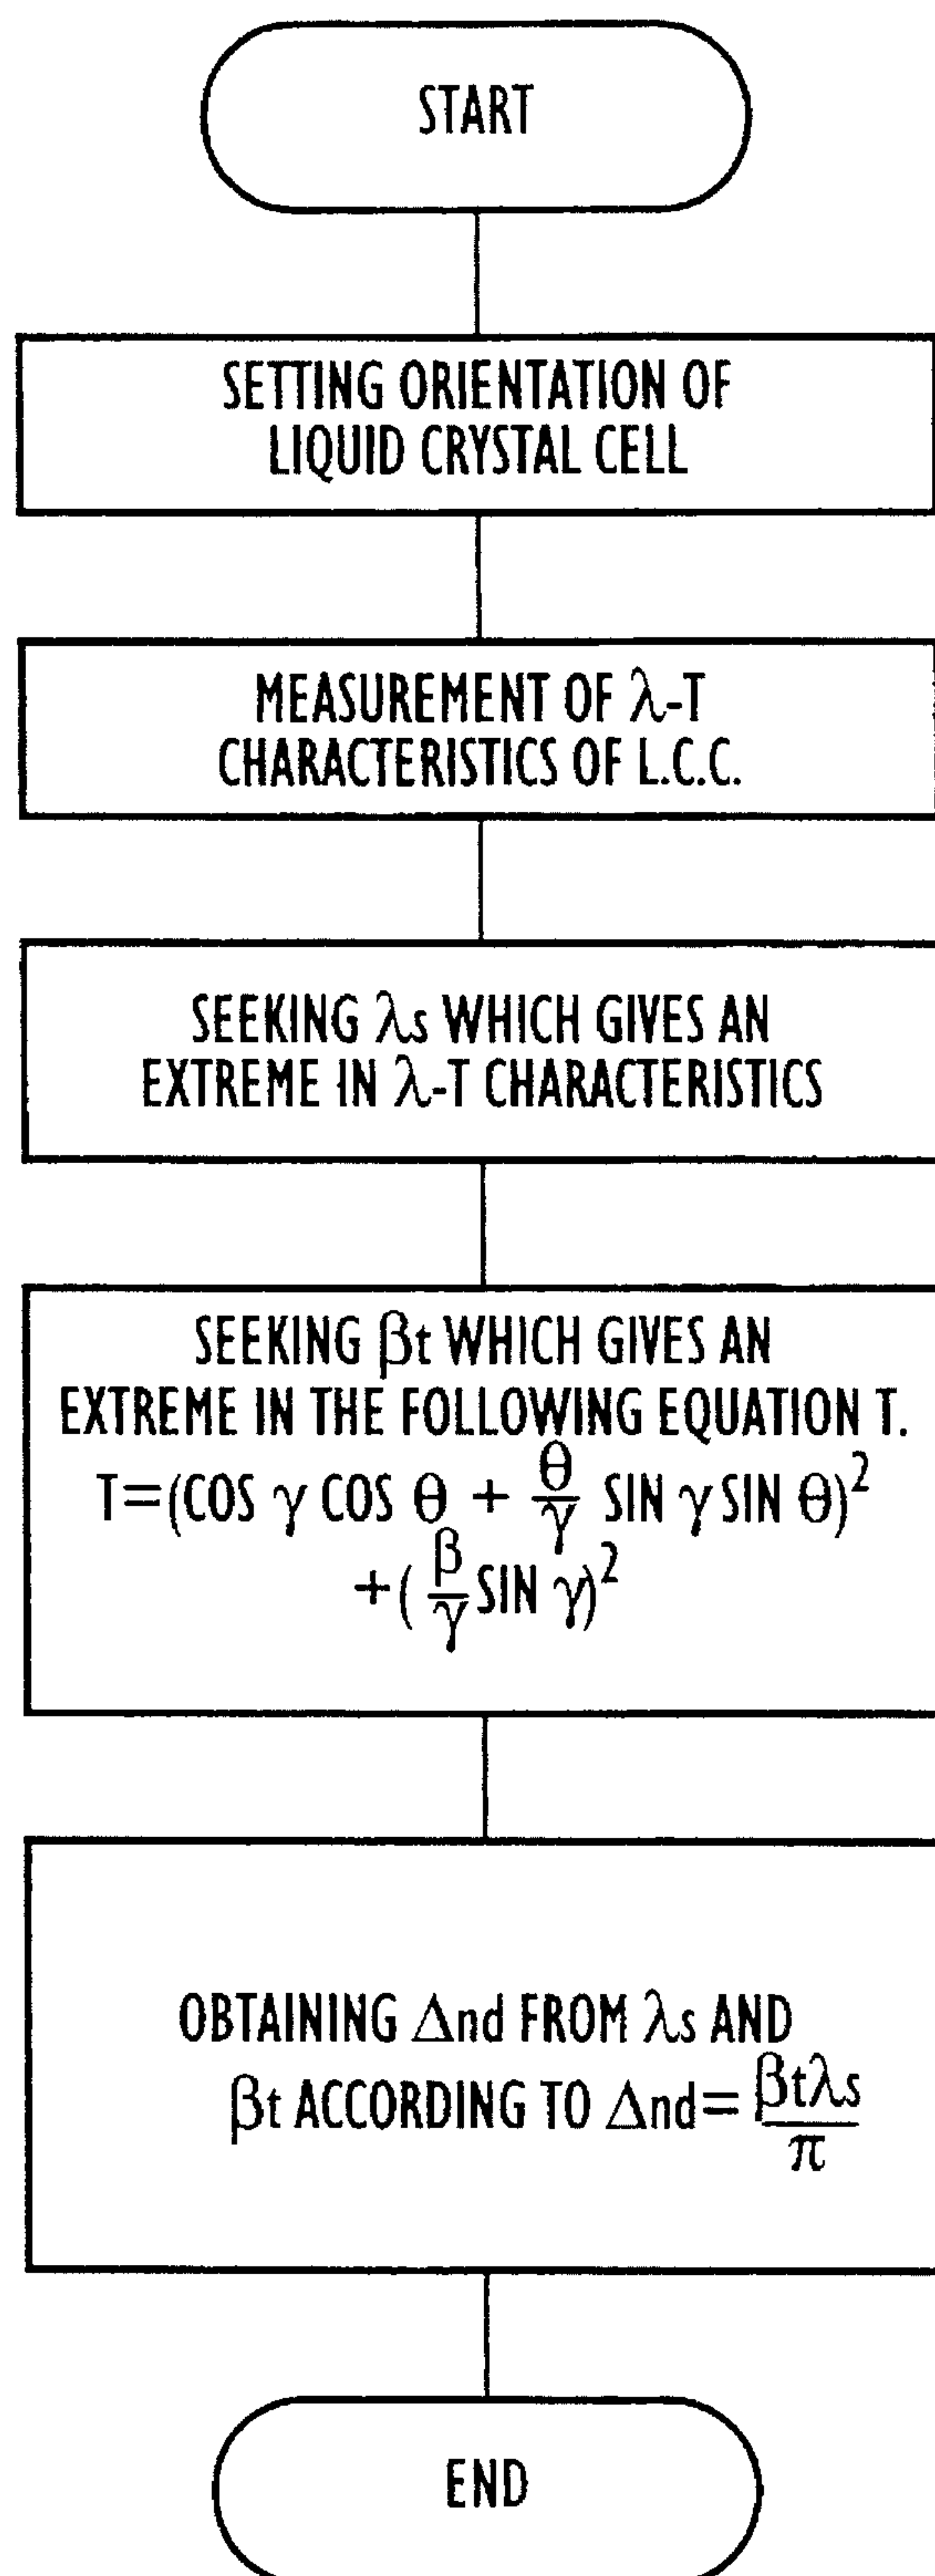 START
SETTING ORIENTATION OF
LIQUID CRYSTAL CELL
MEASUREMENT OF λ-T
CHARACTERISTICS OF L.C.C.
SEEKING λs WHICH GIVES AN
EXTREME IN λ-T CHARACTERISTICS
SEEKING βt WHICH GIVES AN
EXTREME IN THE FOLLOWING EQUATION T.
T=(COS γ COS θ + θ/γ SIN γ SIN θ)²
+(β/γ SIN γ)²
OBTAINING Δnd FROM λs AND
βt ACCORDING TO Δnd= βtλs/π
END